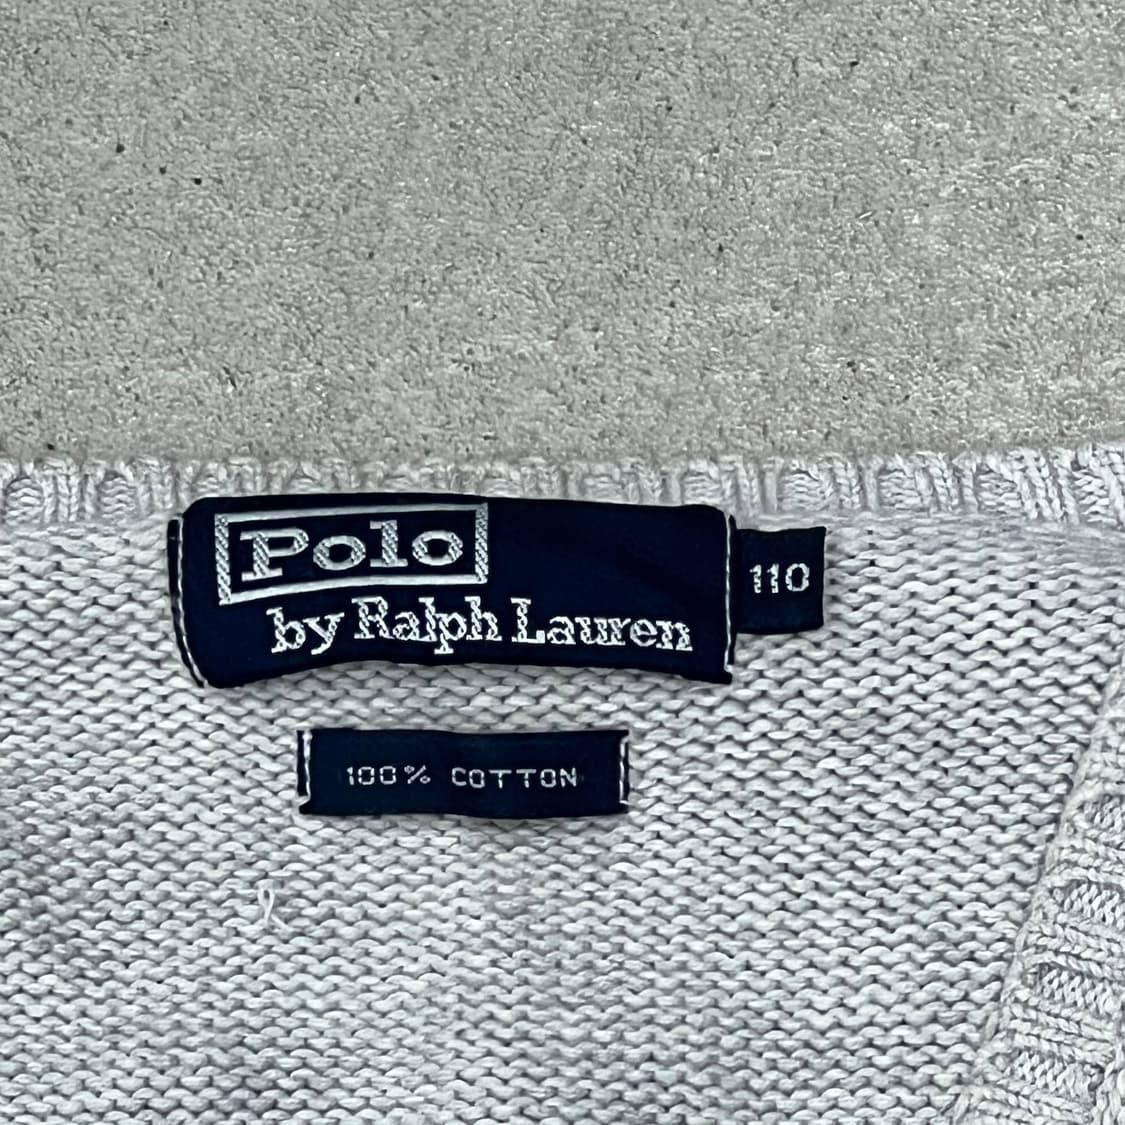 Polo
by Ralph Lauren
110
100% COTTON